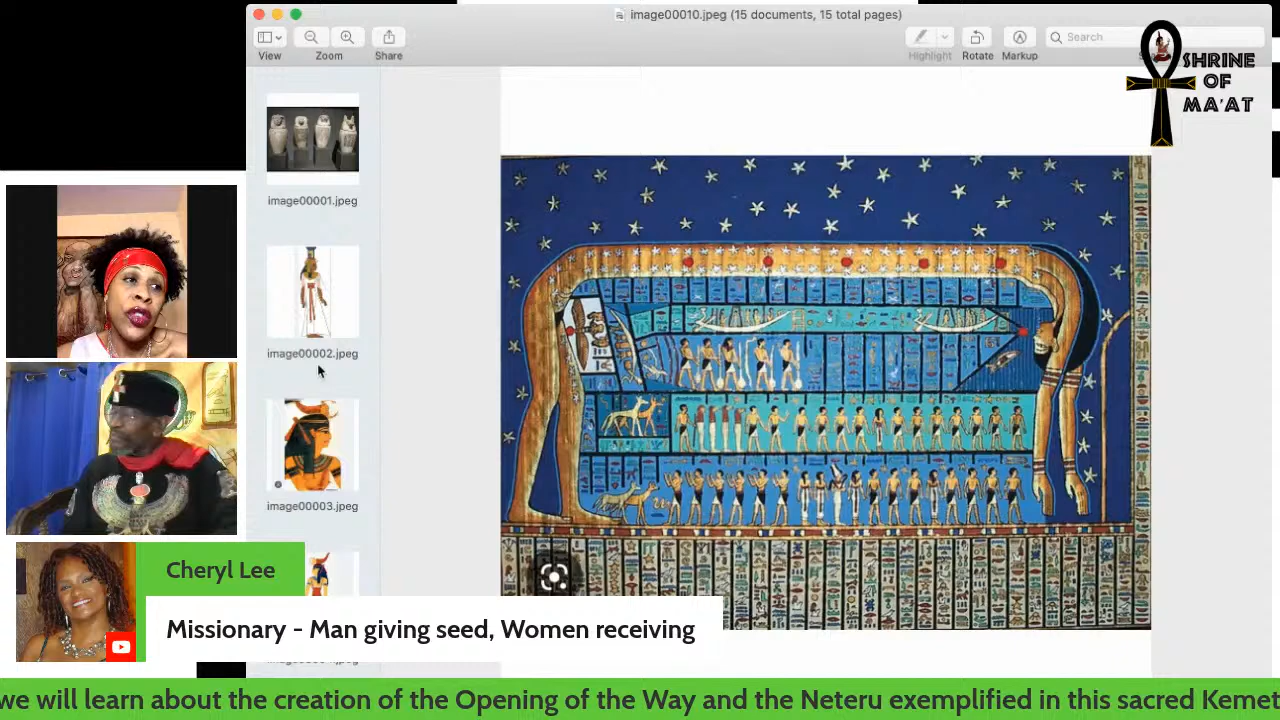 image00010.jpeg (15 documents, 15 total pages)
View
Zoom
Share
Highlight
Rotate
Markup
Search
SHRINE
OF
MA'AT
image00001.jpeg
image00002.jpeg
image00003.jpeg
Cheryl Lee
Missionary - Man giving seed, Women receiving
we will learn about the creation of the Opening of the Way and the Neteru exemplified in this sacred Kemet